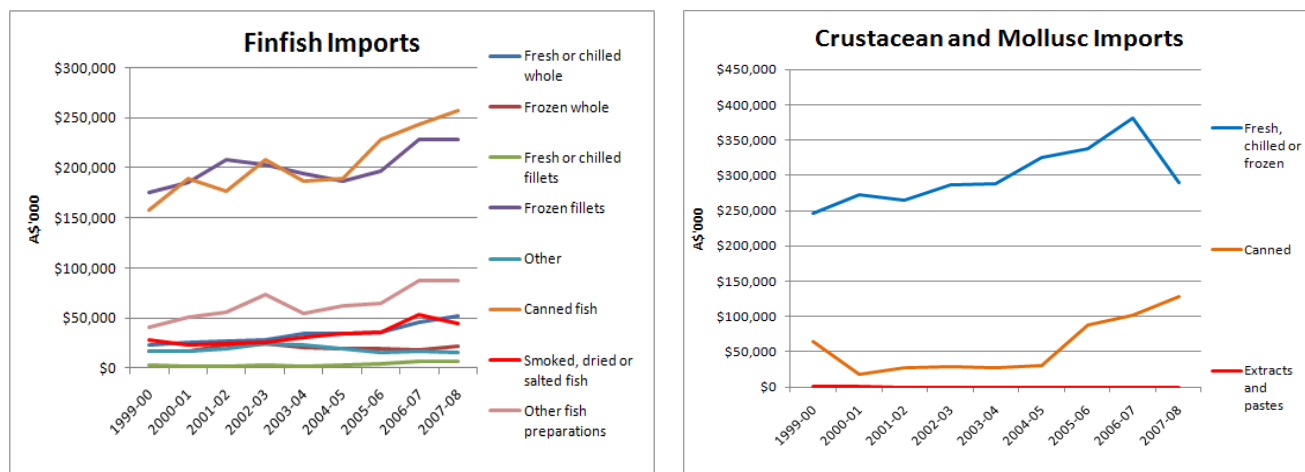 Finfish Imports
$300,000
$250,000
$200,000
$150,000
$100,000
$50,000
$0
A$'000
1999-00
2000-01
2001-02
2002-03
2003-04
2004-05
2005-06
2006-07
2007-08
Fresh or chilled
whole
Frozen whole
Fresh or chilled
fillets
Frozen fillets
Other
Canned fish
Smoked, dried or
salted fish
Other fish
preparations
Crustacean and Mollusc Imports
$450,000
$400,000
$350,000
$300,000
$250,000
$200,000
$150,000
$100,000
$50,000
$0
A$'000
1999-00
2000-01
2001-02
2002-03
2003-04
2004-05
2005-06
2006-07
2007-08
Fresh,
chilled or
frozen
Canned
Extracts and
pastes